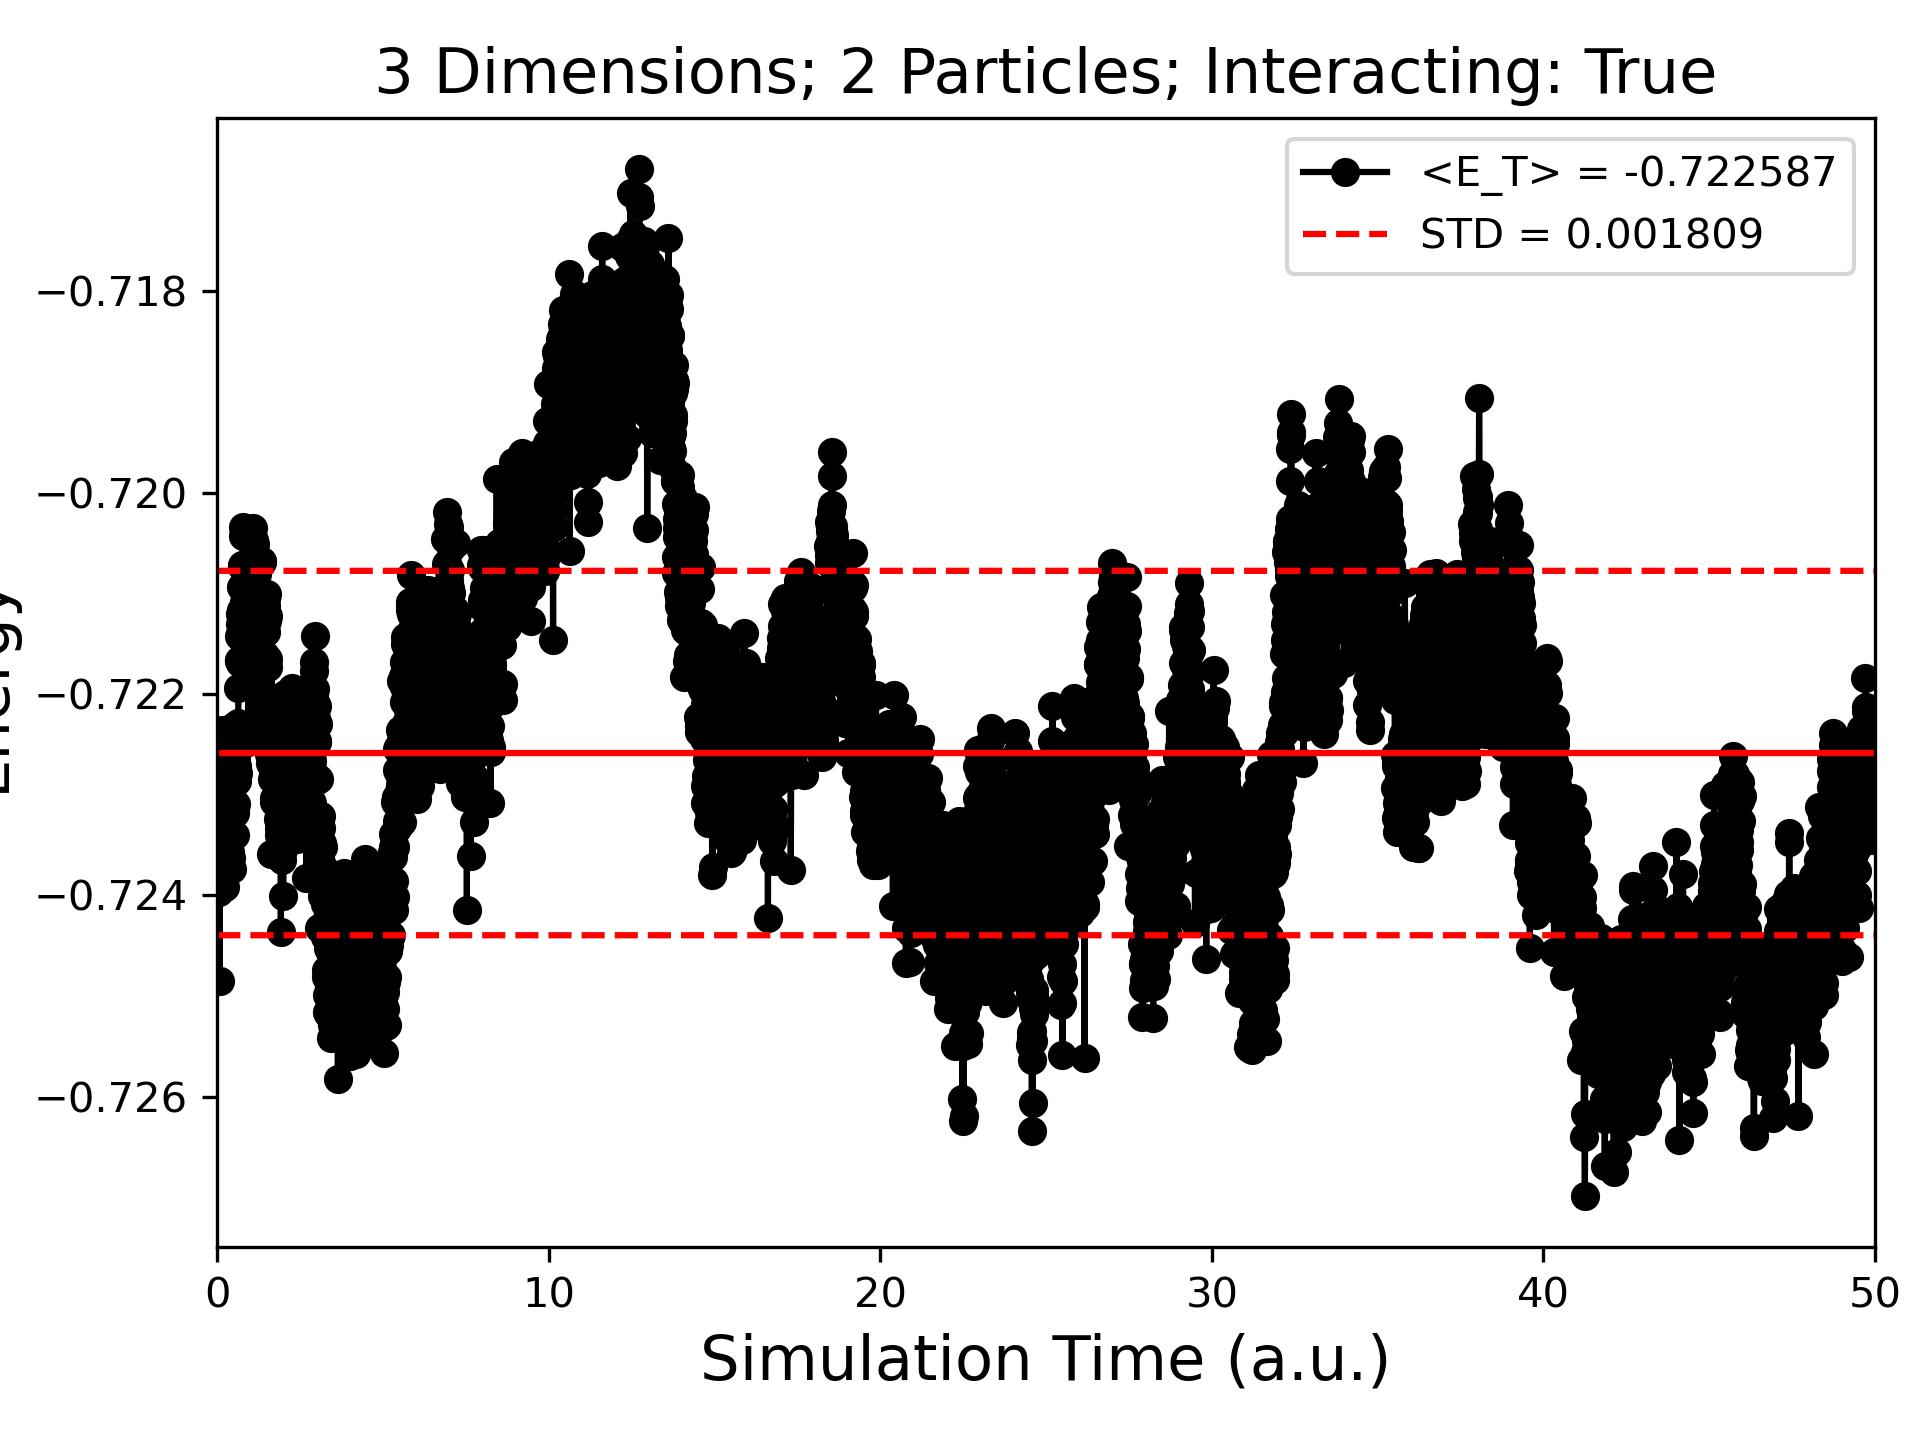 3 Dimensions; 2 Particles; Interacting: True
<E_T> = -0.722587
STD = 0.001809
−0.718
−0.720
−0.722
−0.724
−0.726
Energy
0 10 20 30 40 50
Simulation Time (a.u.)